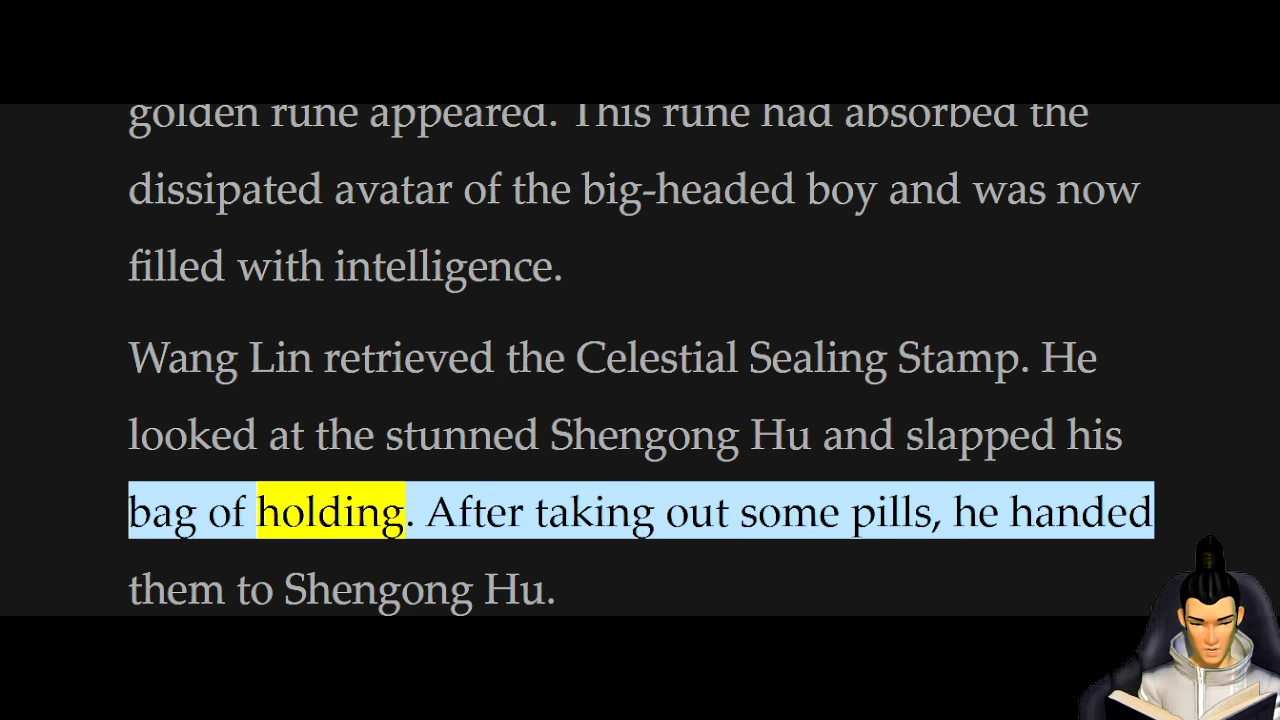 golden rune appeared. This rune had absorbed the
dissipated avatar of the big-headed boy and was now
filled with intelligence.
Wang Lin retrieved the Celestial Sealing Stamp. He
looked at the stunned Shengong Hu and slapped his
bag of holding. After taking out some pills, he handed
them to Shengong Hu.